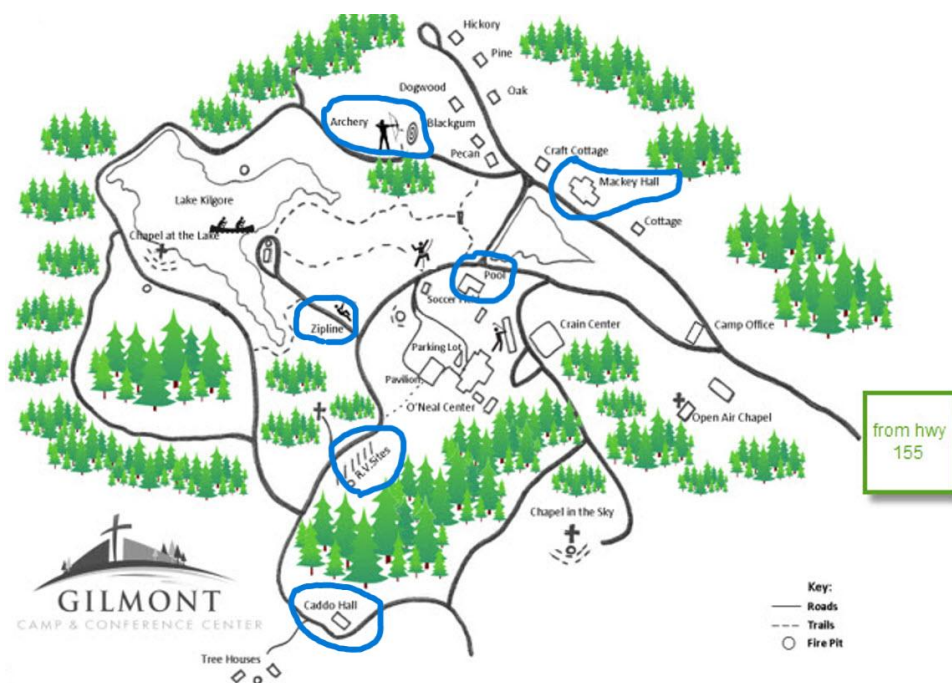 Hickory
Pine
Dogwood
Oak
Archery
Blackgum
Pecan
Craft Cottage
Mackey Hall
Lake Kilgore
Cottage
Chapel at the Lake
Pool
Soccer
Zipline
Crain Center
Camp Office
Parking Lot
Pavilion
O'Neal Center
Open Air Chapel
from hwy
155
R.V. Sites
Chapel in the Sky
GILMONT
CAMP & CONFERENCE CENTER
Caddo Hall
Key:
Roads
Trails
Fire Pit
Tree Houses